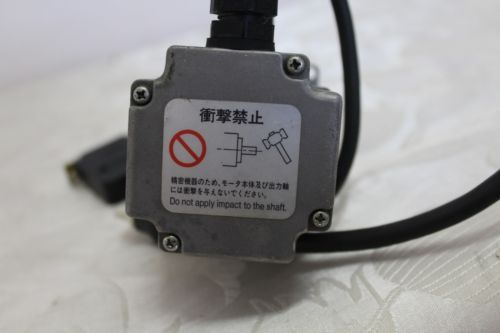 衝撃禁止
精密機器のため、モータ本体及び出力軸
には衝撃を与えないでください。
Do not apply impact to the shaft.